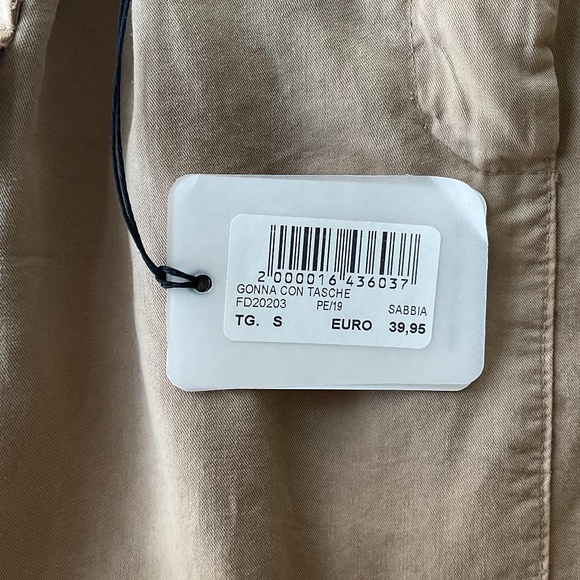 2 000016 436037
GONNA CON TASCHE
FD20203 PE/19 SABBIA
TG. S EURO 39,95